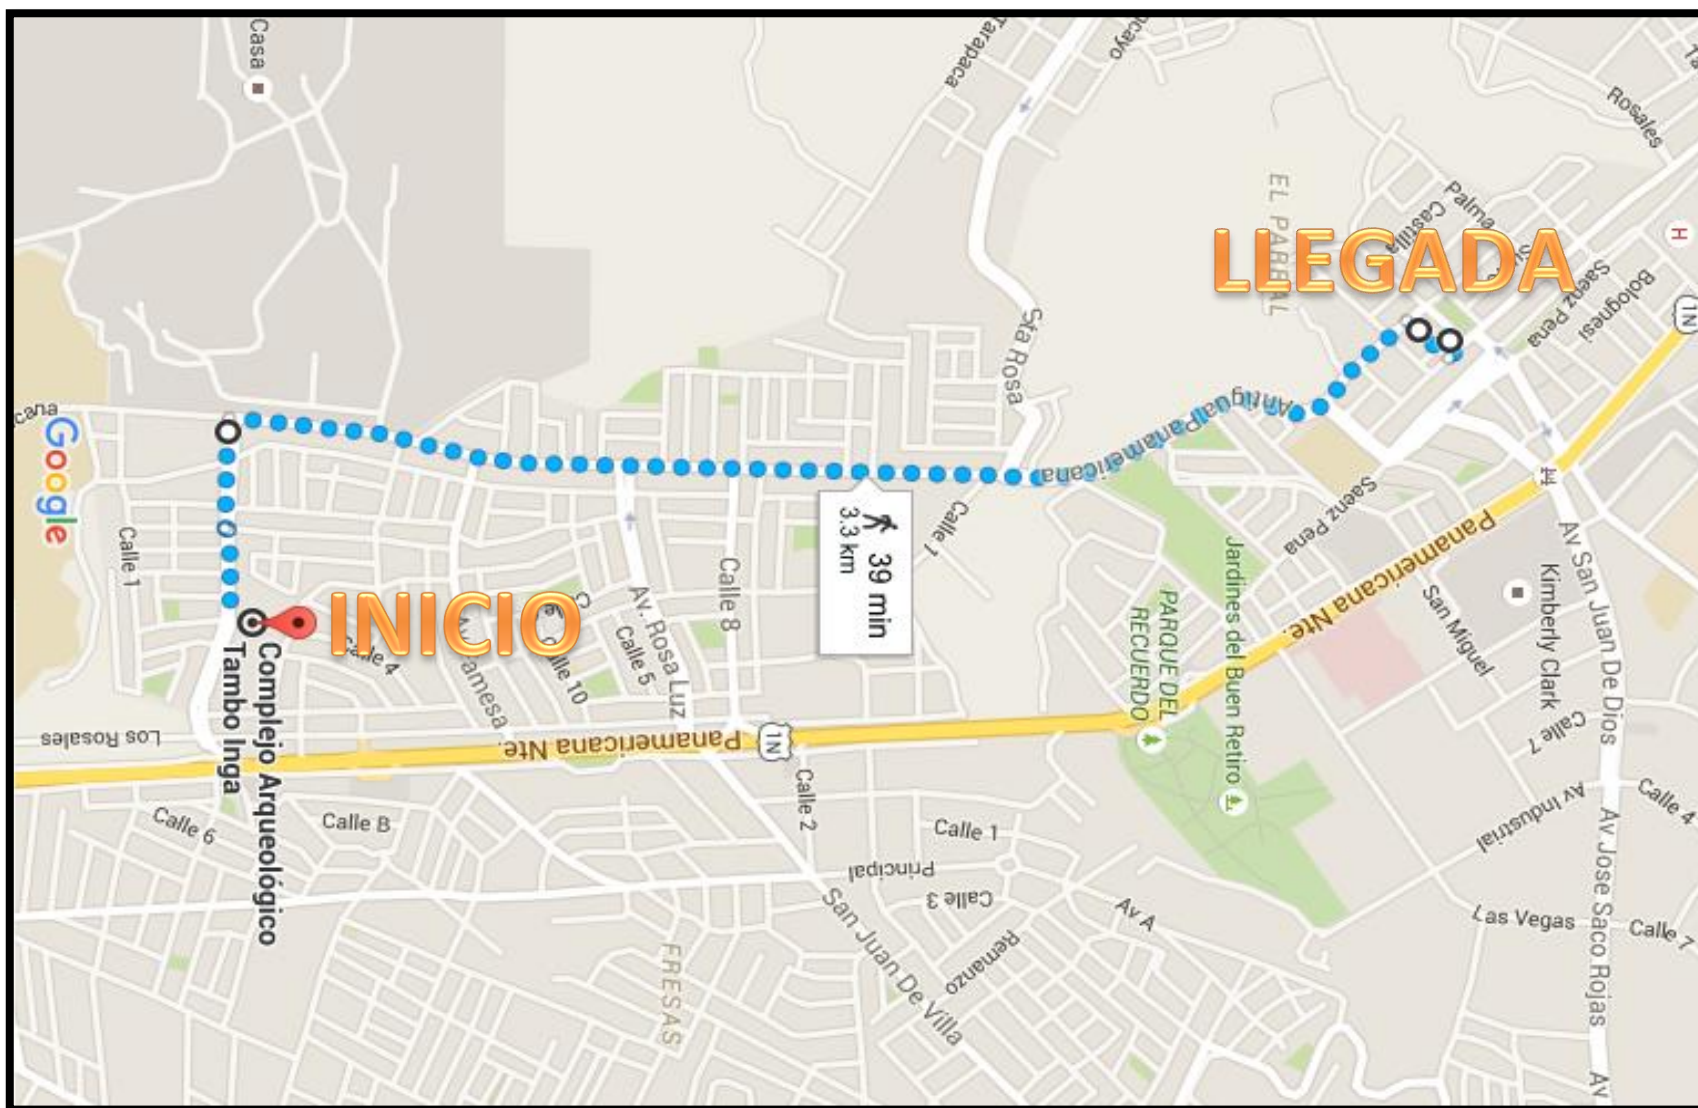 Casa
Tarapaca
Rosales
EL PARRAL
Palma
Castilla
H
LLEGADA
Saenz Pena
Bolognesi
1N
Sta Rosa
Antigua Panamericana
Google
Calle 1
Calle 1
Saenz Pena
Panamericana Nte.
39 min
3.3 km
Calle 8
Av. Rosa Luz
Calle 5
INICIO
Calle 4
Complejo Arqueológico
Tambo Inga
PARQUE DEL
RECUERDO
Jardines del Buen Retiro
San Miguel
Kimberly Clark
Av San Juan De Dios
Calle 7
Los Rosales
Panamericana Nte.
1N
Calle 2
Calle 6
Calle B
Calle 1
Principal
Calle 3
Av A
Av Industrial
Calle 4
Av Jose Saco Rojas
Las Vegas
Calle 7
San Juan De Villa
Remanzo
FRESAS
Av